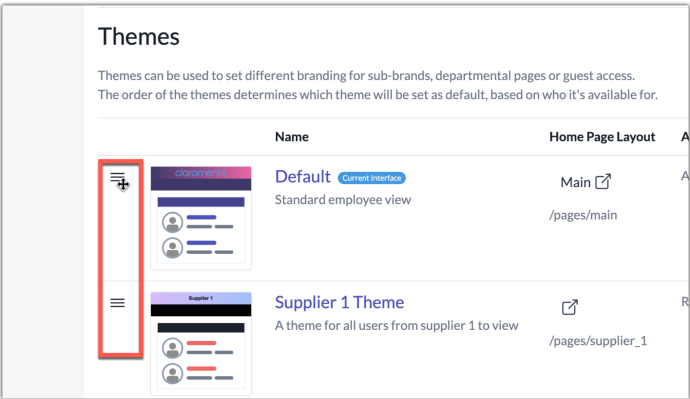 Themes
Themes can be used to set different branding for sub-brands, departmental pages or guest access.
The order of the themes determines which theme will be set as default, based on who it's available for.
Name Home Page Layout A
claromentis Default Current Interface Main A
Standard employee view
/pages/main
Supplier 1 Supplier 1 Theme R
A theme for all users from supplier 1 to view
/pages/supplier_1